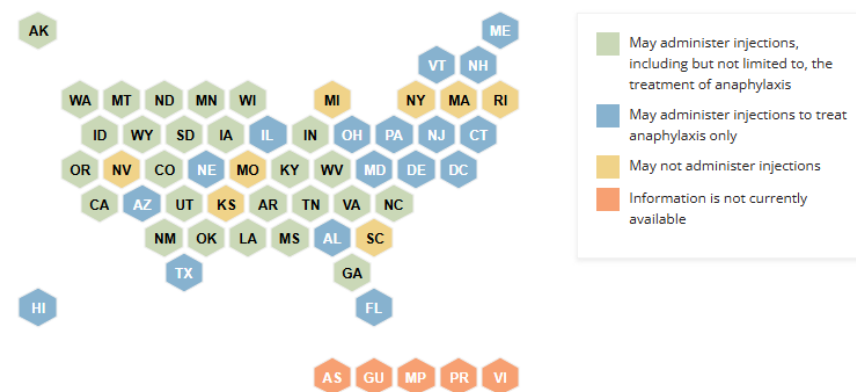 AK
ME
VT NH
WA MT ND MN WI MI NY MA RI
ID WY SD IA IL IN OH PA NJ CT
OR NV CO NE MO KY WV MD DE DC
CA AZ UT KS AR TN VA NC
NM OK LA MS AL SC
TX GA
HI FL
AS GU MP PR VI
May administer injections,
including but not limited to, the
treatment of anaphylaxis
May administer injections to treat
anaphylaxis only
May not administer injections
Information is not currently
available